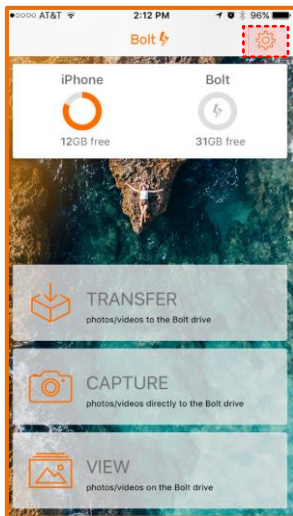 AT&T 2:12 PM 96%
Bolt
iPhone Bolt
12GB free 31GB free
TRANSFER
photos/videos to the Bolt drive
CAPTURE
photos/videos directly to the Bolt drive
VIEW
photos/videos on the Bolt drive